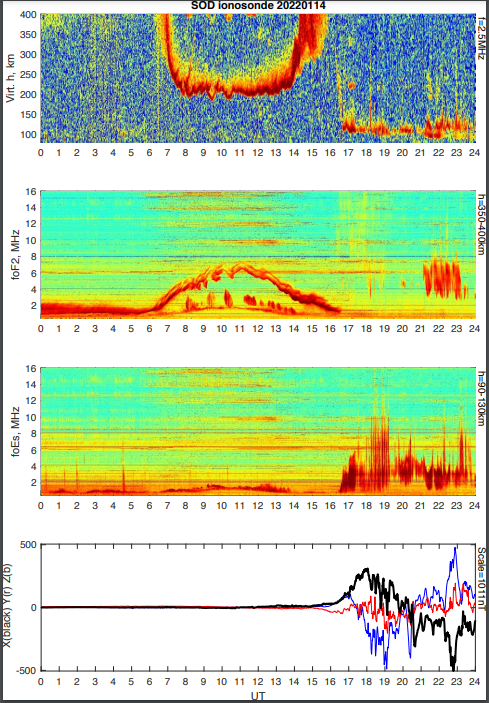 SOD ionosonde 20220114
400
350
300
250
200
150
100
Virt. h, km
f=2.5MHz
0 1 2 3 4 5 6 7 8 9 10 11 12 13 14 15 16 17 18 19 20 21 22 23 24
16
14
12
10
8
6
4
2
foF2, MHz
h=350-400km
0 1 2 3 4 5 6 7 8 9 10 11 12 13 14 15 16 17 18 19 20 21 22 23 24
16
14
12
10
8
6
4
2
foEs, MHz
h=90-130km
0 1 2 3 4 5 6 7 8 9 10 11 12 13 14 15 16 17 18 19 20 21 22 23 24
500
0
-500
X(black) Y(r) Z(b)
Scale=1011nT
0 1 2 3 4 5 6 7 8 9 10 11 12 13 14 15 16 17 18 19 20 21 22 23 24
UT